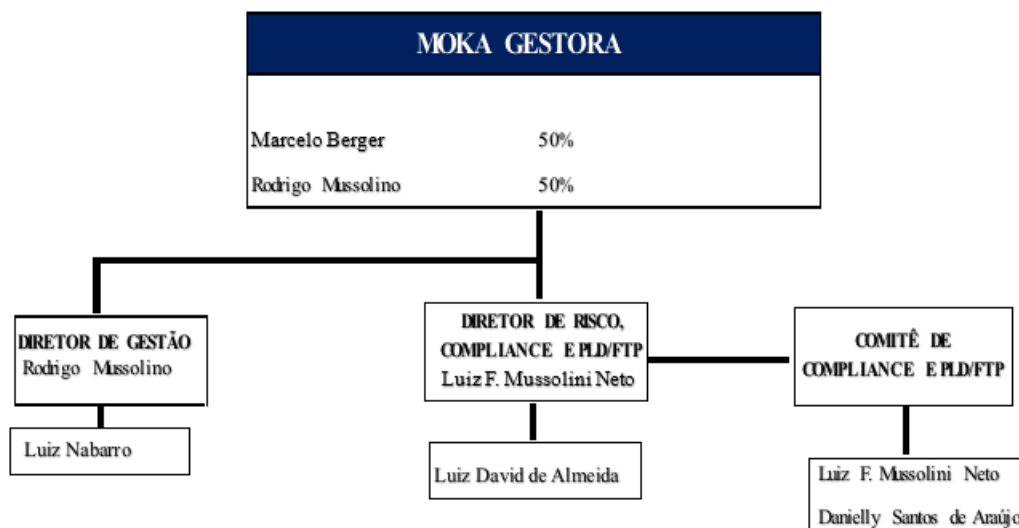 MOKA GESTORA
Marcelo Berger 50%
Rodrigo Mussolino 50%
DIRETOR DE GESTÃO
Rodrigo Mussolino
Luiz Nabarro
DIRETOR DE RISCO,
COMPLIANCE E PLD/FTP
Luiz F. Mussolini Neto
Luiz David de Almeida
COMITÊ DE
COMPLIANCE E PLD/FTP
Luiz F. Mussolini Neto
Danielly Santos de Araújo